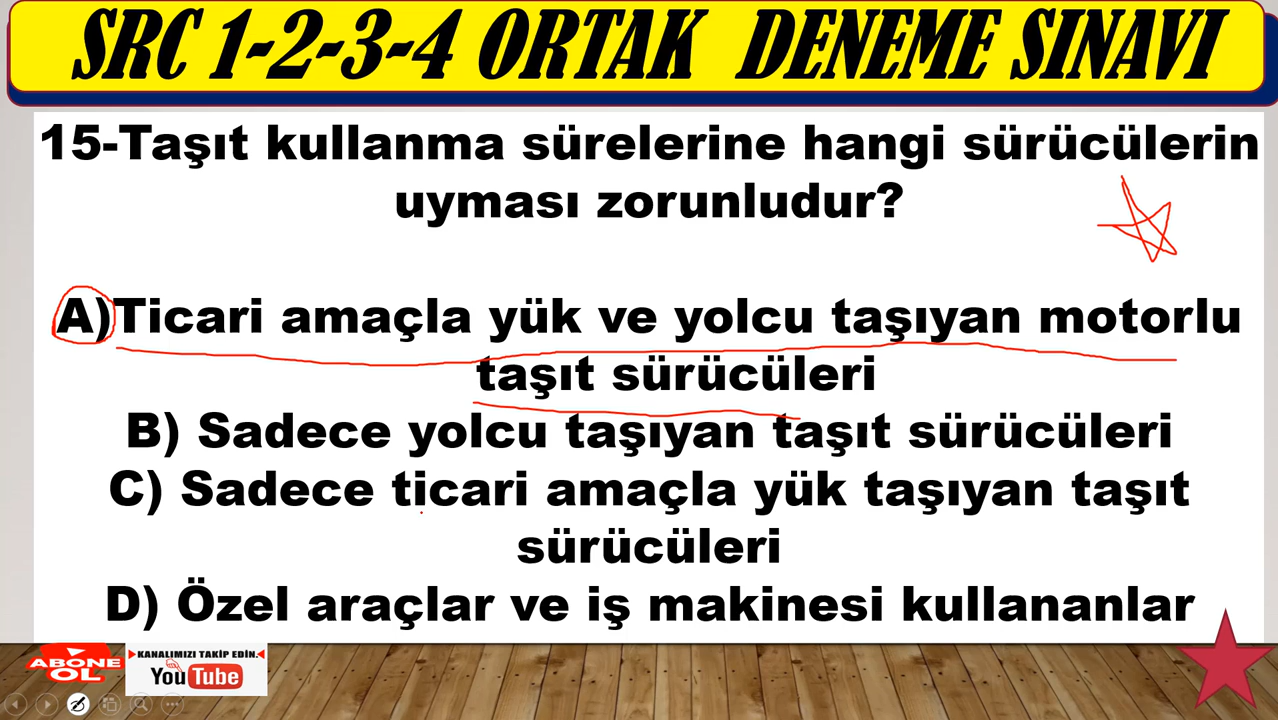 SRC 1-2-3-4 ORTAK DENEME SINAVI
15-Taşıt kullanma sürelerine hangi sürücülerin
uyması zorunludur?
A)Ticari amaçla yük ve yolcu taşıyan motorlu
taşıt sürücüleri
B) Sadece yolcu taşıyan taşıt sürücüleri
C) Sadece ticari amaçla yük taşıyan taşıt
sürücüleri
D) Özel araçlar ve iş makinesi kullananlar
ABONE
OL
KANALIMIZI TAKİP EDİN.
YouTube